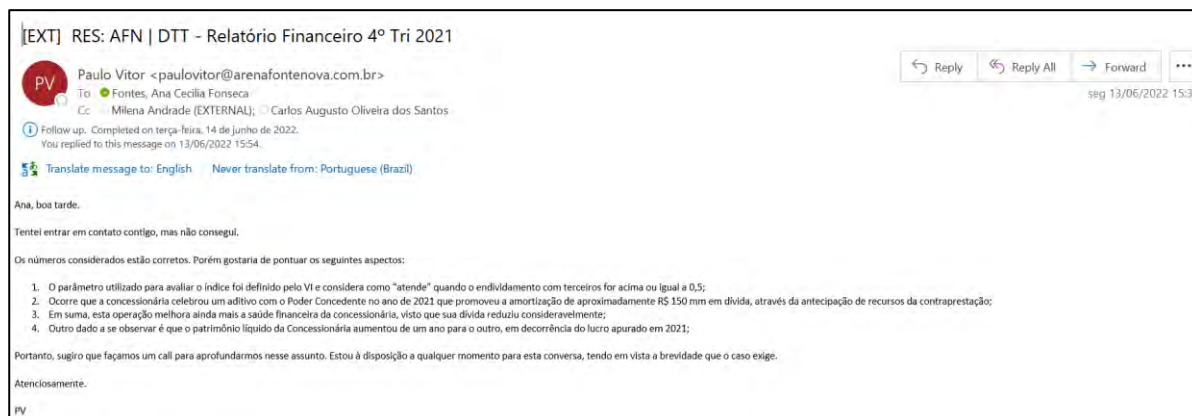 [EXT] RES: AFN | DTT - Relatório Financeiro 4º Tri 2021
PV
Paulo Vitor <paulovitor@arenafontenova.com.br>
To Fontes, Ana Cecilia Fonseca
Cc Milena Andrade (EXTERNAL); Carlos Augusto Oliveira dos Santos
Reply Reply All Forward ...
seg 13/06/2022 15:3
Follow up. Completed on terça-feira, 14 de junho de 2022.
You replied to this message on 13/06/2022 15:54.
Translate message to: English Never translate from: Portuguese (Brazil)
Ana, boa tarde.
Tentei entrar em contato contigo, mas não consegui.
Os números considerados estão corretos. Porém gostaria de pontuar os seguintes aspectos:
1. O parâmetro utilizado para avaliar o índice foi definido pelo VI e considera como "atende" quando o endividamento com terceiros for acima ou igual a 0,5;
2. Ocorre que a concessionária celebrou um aditivo com o Poder Concedente no ano de 2021 que promoveu a amortização de aproximadamente R$ 150 mm em dívida, através da antecipação de recursos da contraprestação;
3. Em suma, esta operação melhora ainda mais a saúde financeira da concessionária, visto que sua dívida reduziu consideravelmente;
4. Outro dado a se observar é que o patrimônio líquido da Concessionária aumentou de um ano para o outro, em decorrência do lucro apurado em 2021;
Portanto, sugiro que façamos um call para aprofundarmos nesse assunto. Estou à disposição a qualquer momento para esta conversa, tendo em vista a brevidade que o caso exige.
Atenciosamente.
PV